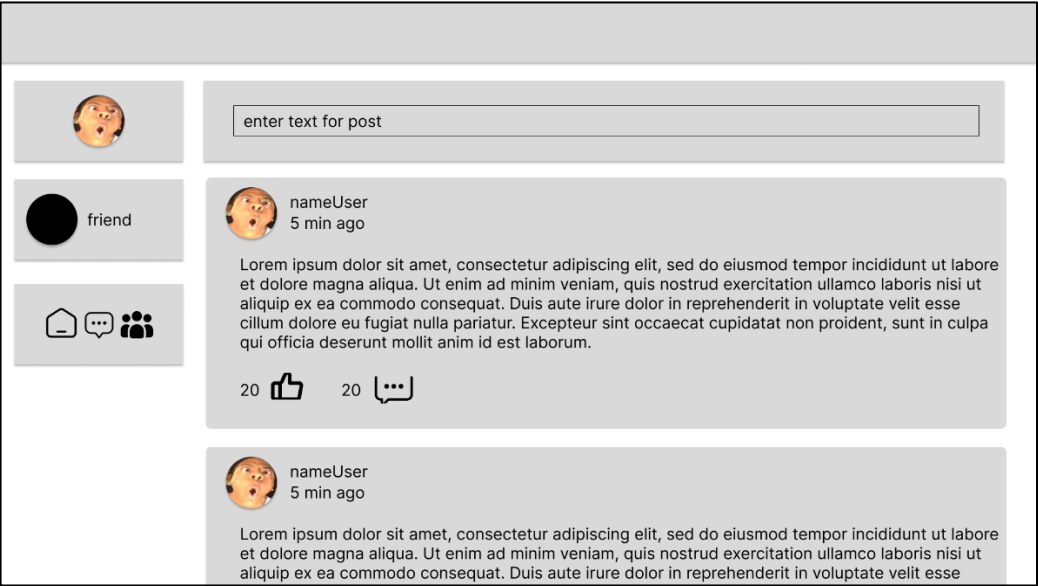 enter text for post
friend
nameUser
5 min ago
Lorem ipsum dolor sit amet, consectetur adipiscing elit, sed do eiusmod tempor incididunt ut labore
et dolore magna aliqua. Ut enim ad minim veniam, quis nostrud exercitation ullamco laboris nisi ut
aliquip ex ea commodo consequat. Duis aute irure dolor in reprehenderit in voluptate velit esse
cillum dolore eu fugiat nulla pariatur. Excepteur sint occaecat cupidatat non proident, sunt in culpa
qui officia deserunt mollit anim id est laborum.
20 20
nameUser
5 min ago
Lorem ipsum dolor sit amet, consectetur adipiscing elit, sed do eiusmod tempor incididunt ut labore
et dolore magna aliqua. Ut enim ad minim veniam, quis nostrud exercitation ullamco laboris nisi ut
aliquip ex ea commodo consequat. Duis aute irure dolor in reprehenderit in voluptate velit esse